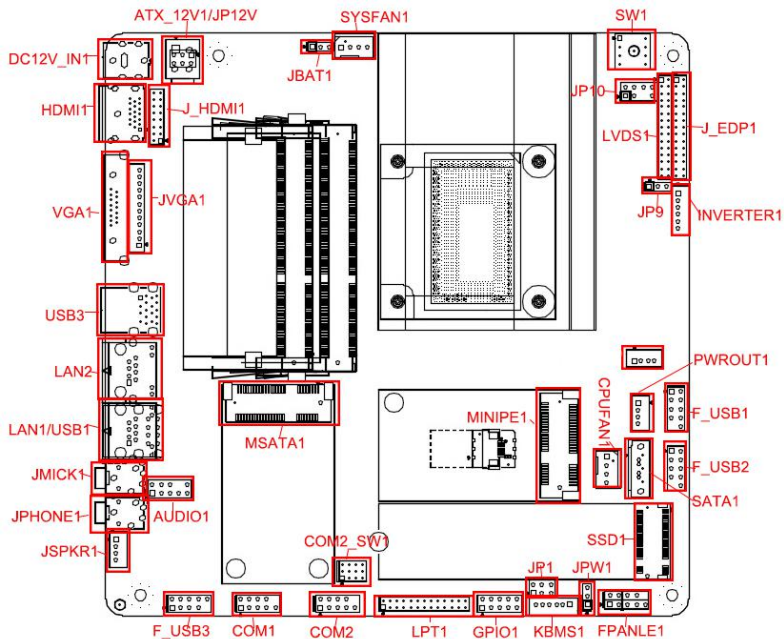 ATX_12V1/JP12V
SYSFAN1
SW1
DC12V_IN1
JBAT1
HDMI1
J_HDMI1
JP10
LVDS1
J_EDP1
VGA1
JVGA1
JP9
INVERTER1
USB3
LAN2
PWROUT1
CPUFAN1
MSATA1
MINIPE1
F_USB1
LAN1/USB1
F_USB2
JMICK1
SATA1
JPHONE1
AUDIO1
JSPKR1
COM2_SW1
SSD1
JP1
JPW1
F_USB3
COM1
COM2
LPT1
GPIO1
KBMS1
FPANLE1